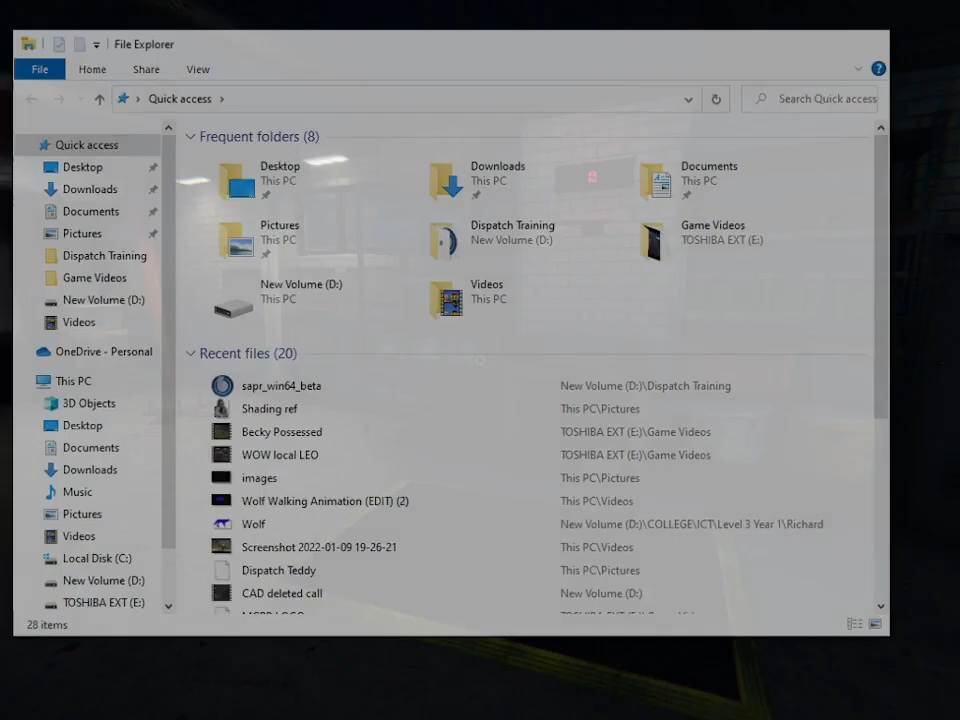 File Explorer
File
Home
Share
View
Quick access
Search Quick access
Quick access
Desktop
Downloads
Documents
Pictures
Dispatch Training
Game Videos
New Volume (D:)
Videos
OneDrive - Personal
This PC
3D Objects
Desktop
Documents
Downloads
Music
Pictures
Videos
Local Disk (C:)
New Volume (D:)
TOSHIBA EXT (E:)
Frequent folders (8)
Desktop
This PC
Downloads
This PC
Documents
This PC
Pictures
This PC
Dispatch Training
New Volume (D:)
Game Videos
TOSHIBA EXT (E:)
New Volume (D:)
This PC
Videos
This PC
Recent files (20)
sapr_win64_beta New Volume (D:)\Dispatch Training
Shading ref This PC\Pictures
Becky Possessed TOSHIBA EXT (E:)\Game Videos
WOW local LEO TOSHIBA EXT (E:)\Game Videos
images This PC\Pictures
Wolf Walking Animation (EDIT) (2) This PC\Videos
Wolf New Volume (D:)\COLLEGE\ICT\Level 3 Year 1\Richard
Screenshot 2022-01-09 19-26-21 This PC\Videos
Dispatch Teddy This PC\Pictures
CAD deleted call New Volume (D:)
28 items